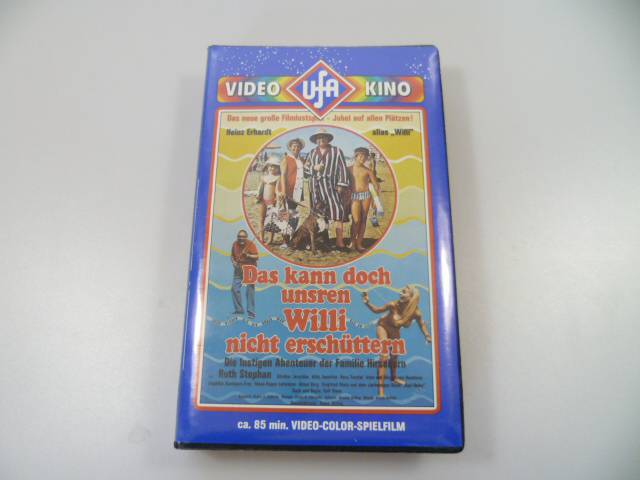 VIDEO UFA KINO
Das neue große Filmlustspiel - Jubel auf allen Plätzen!
Heinz Erhardt alias „Willi"
Das kann doch
unsren
Willi
nicht erschüttern
Die lustigen Abenteuer der Familie Hirsekorn
Ruth Stephan
ca. 85 min. VIDEO-COLOR-SPIELFILM